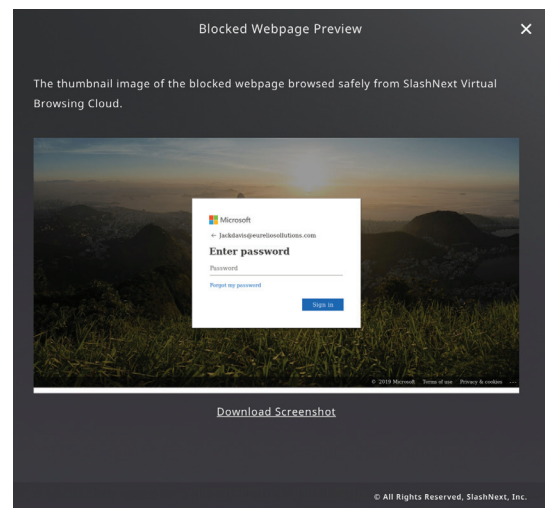 Blocked Webpage Preview
The thumbnail image of the blocked webpage browsed safely from SlashNext Virtual
Browsing Cloud.
Microsoft
← Jackdavis@eureliosollutions.com
Enter password
Password
Forgot my password
Sign in
© 2019 Microsoft Terms of use Privacy & cookies ...
Download Screenshot
© All Rights Reserved, SlashNext, Inc.